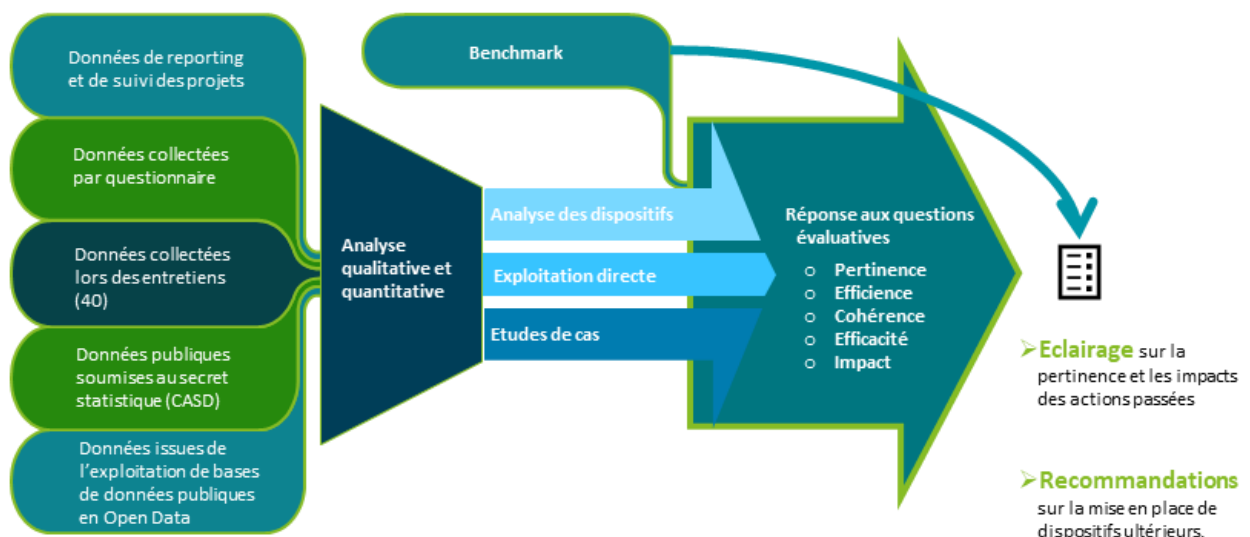 Données de reporting
et de suivi des projets
Données collectées
par questionnaire
Données collectées
lors des entretiens
(40)
Données publiques
soumises au secret
statistique (CASD)
Données issues de
l'exploitation de bases
de données publiques
en Open Data
Analyse
qualitative et
quantitative
Benchmark
Analyse des dispositifs
Exploitation directe
Etudes de cas
Réponse aux questions
évaluatives
o Pertinence
o Efficience
o Cohérence
o Efficacité
o Impact
➢Eclairage sur la
pertinence et les impacts
des actions passées
➢Recommandations
sur la mise en place de
dispositifs ultérieurs.